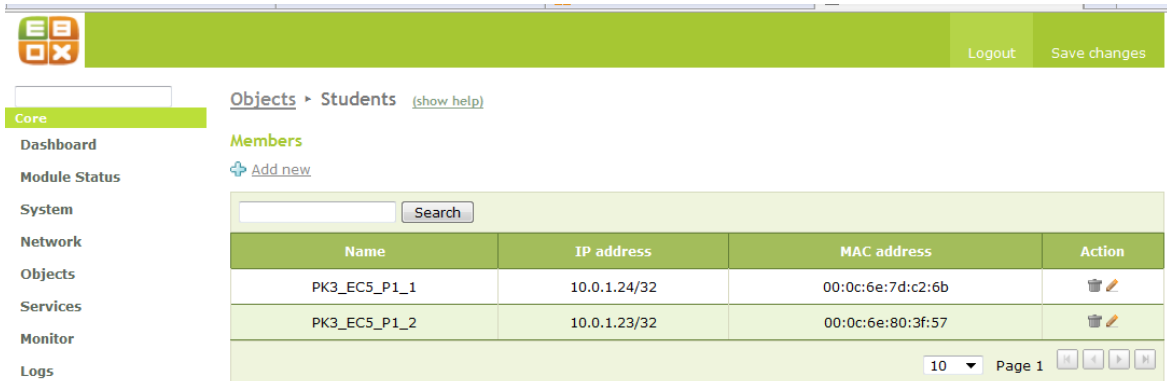 EBOX
Logout Save changes
Objects ▸ Students (show help)
Core
Members
Dashboard
Add new
Module Status
System
Search
Network
Name IP address MAC address Action
Objects
PK3_EC5_P1_1 10.0.1.24/32 00:0c:6e:7d:c2:6b
Services
PK3_EC5_P1_2 10.0.1.23/32 00:0c:6e:80:3f:57
Monitor
10 Page 1
Logs